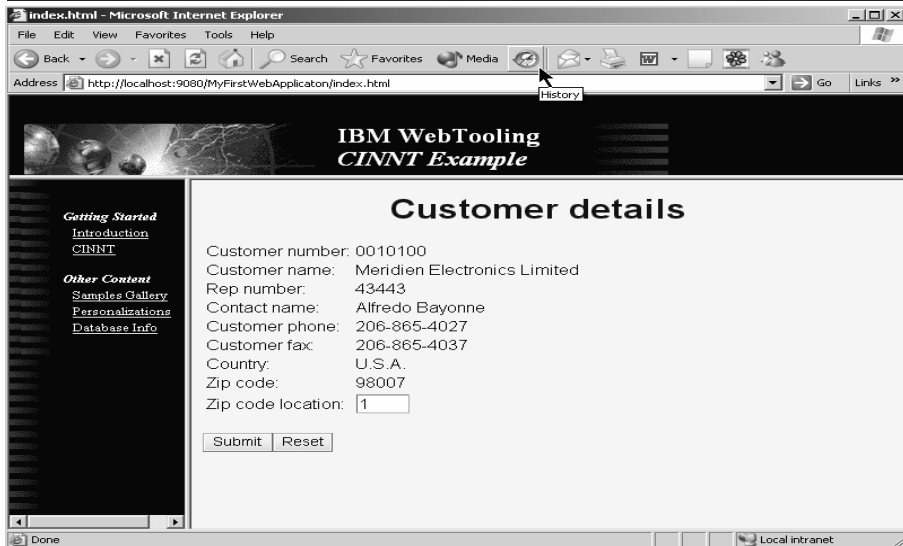 index.html - Microsoft Internet Explorer
File Edit View Favorites Tools Help
Back Search Favorites Media
Address http://localhost:9080/MyFirstWebApplicaton/index.html Go Links »
History
IBM WebTooling
CINNT Example
Getting Started
Introduction
CINNT
Other Content
Samples Gallery
Personalizations
Database Info
Customer details
Customer number: 0010100
Customer name: Meridien Electronics Limited
Rep number: 43443
Contact name: Alfredo Bayonne
Customer phone: 206-865-4027
Customer fax: 206-865-4037
Country: U.S.A.
Zip code: 98007
Zip code location: 1
Submit Reset
Done Local intranet